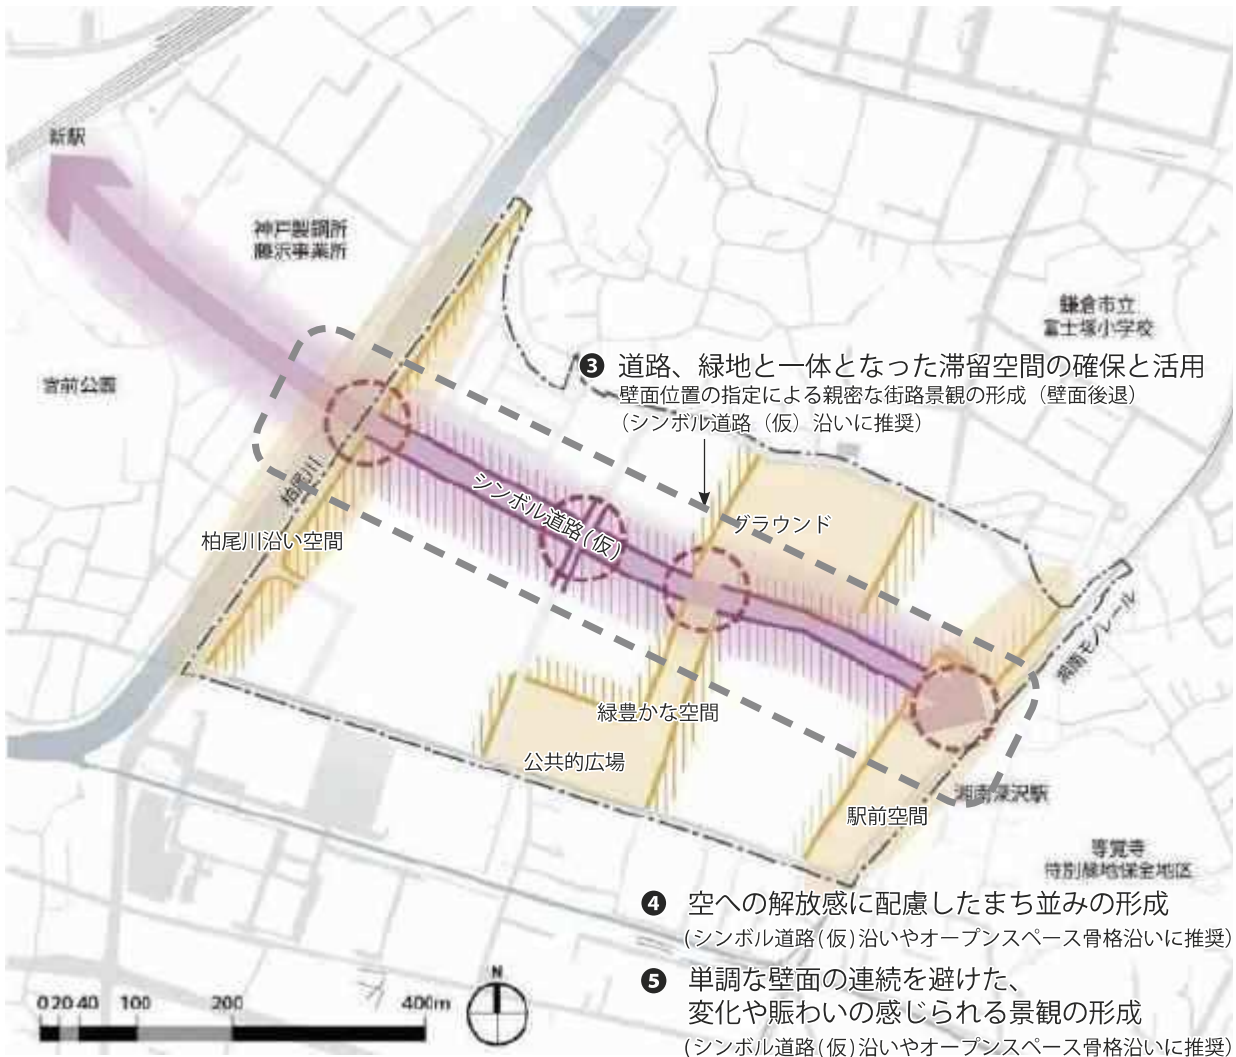 新駅
神戸製鋼所
藤沢事業所
鎌倉市立
富士塚小学校
宮前公園
❸ 道路、緑地と一体となった滞留空間の確保と活用
壁面位置の指定による親密な街路景観の形成（壁面後退）
（シンボル道路（仮）沿いに推奨）
柏尾川
シンボル道路(仮)
グラウンド
柏尾川沿い空間
湘南モノレール
緑豊かな空間
公共的広場
湘南深沢駅
駅前空間
等覚寺
特別緑地保全地区
❹ 空への解放感に配慮したまち並みの形成
(シンボル道路(仮)沿いやオープンスペース骨格沿いに推奨)
❺ 単調な壁面の連続を避けた、
変化や賑わいの感じられる景観の形成
(シンボル道路(仮)沿いやオープンスペース骨格沿いに推奨)
N
0 20 40 100 200 400m